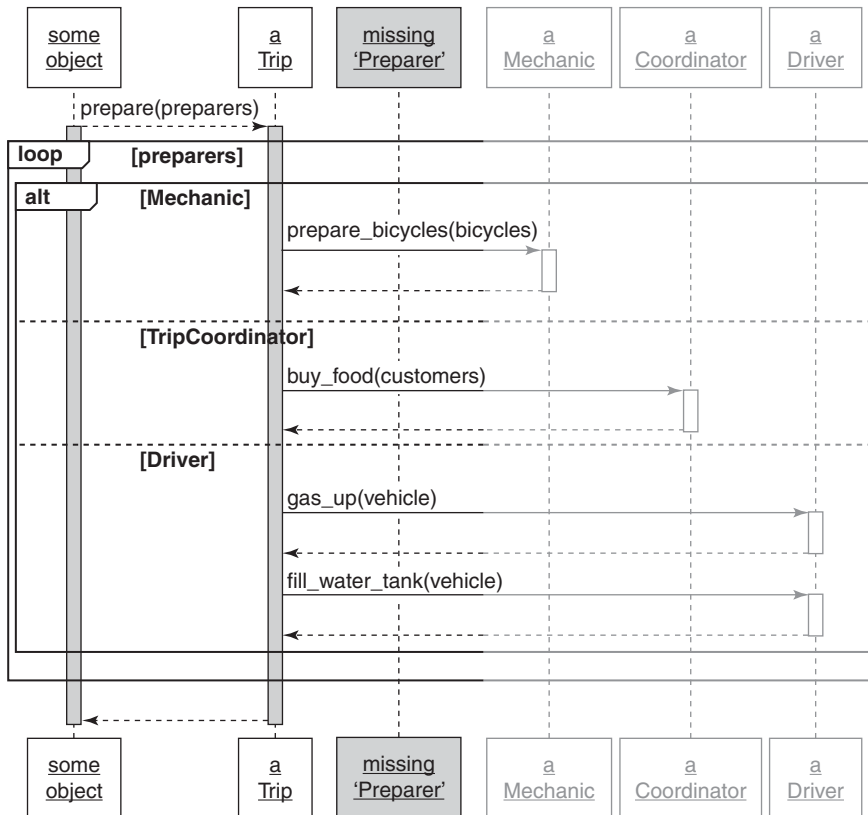 some
object
a
Trip
missing
‘Preparer’
a
Mechanic
a
Coordinator
a
Driver
prepare(preparers)
loop [preparers]
alt [Mechanic]
prepare_bicycles(bicycles)
[TripCoordinator]
buy_food(customers)
[Driver]
gas_up(vehicle)
fill_water_tank(vehicle)
some
object
a
Trip
missing
‘Preparer’
a
Mechanic
a
Coordinator
a
Driver